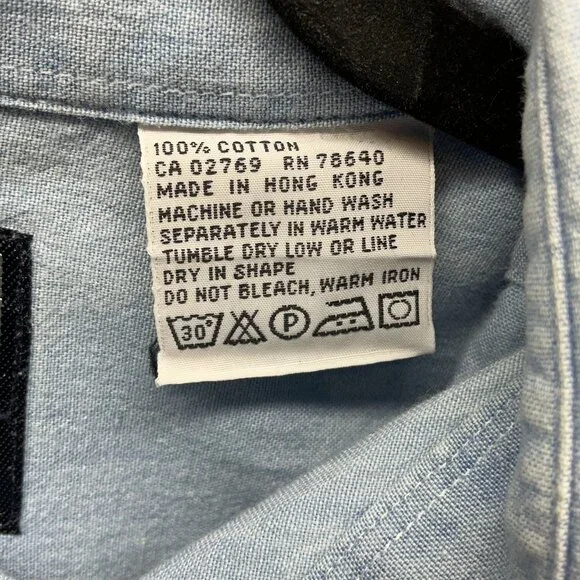 100% COTTON
CA 02769 RN 78640
MADE IN HONG KONG
MACHINE OR HAND WASH
SEPARATELY IN WARM WATER
TUMBLE DRY LOW OR LINE
DRY IN SHAPE
DO NOT BLEACH, WARM IRON
30° P